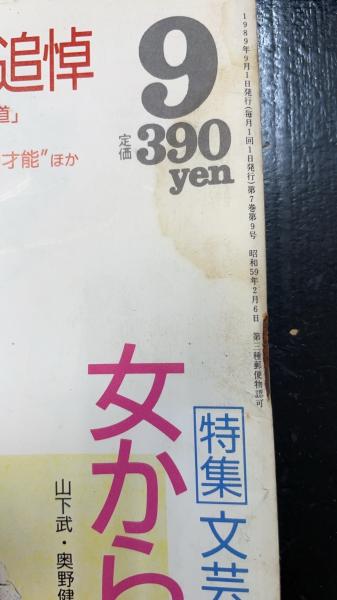 1989年9月1日発行(毎月1回1日発行)第7巻第9号 昭和59年2月6日 第三種郵便物認可
9
定価
390
yen
追悼
道」
才能”ほか
特集
文芸
女から
山下武・奥野健